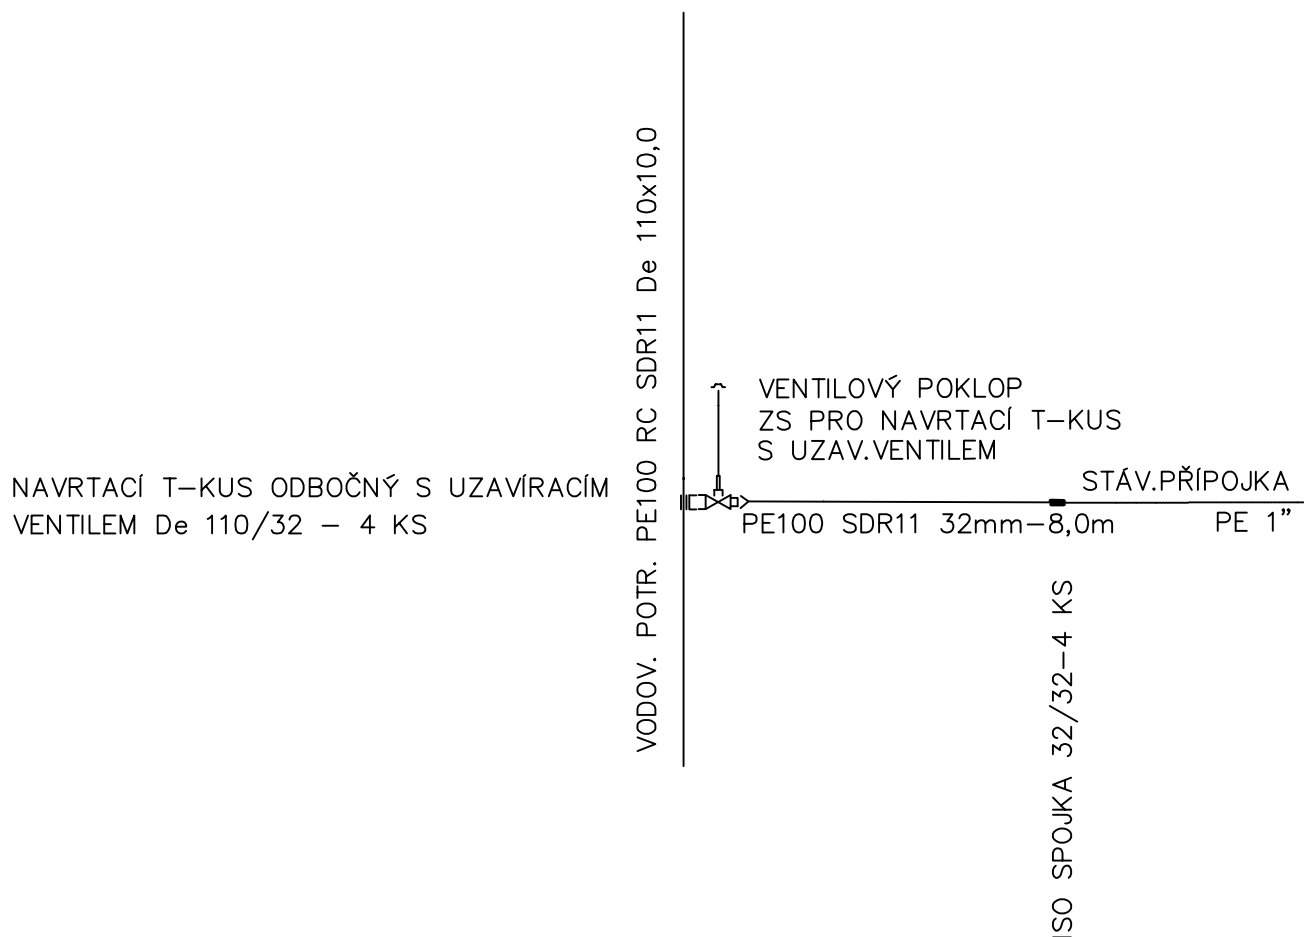 VODOV. POTR. PE100 RC SDR11 De 110x10,0
VENTILOVÝ POKLOP
ZS PRO NAVRTACÍ T-KUS
S UZAV.VENTILEM
NAVRTACÍ T-KUS ODBOČNÝ S UZAVÍRACÍM
VENTILEM De 110/32 - 4 KS
STÁV.PŘÍPOJKA
PE100 SDR11 32mm-8,0m
PE 1"
ISO SPOJKA 32/32-4 KS